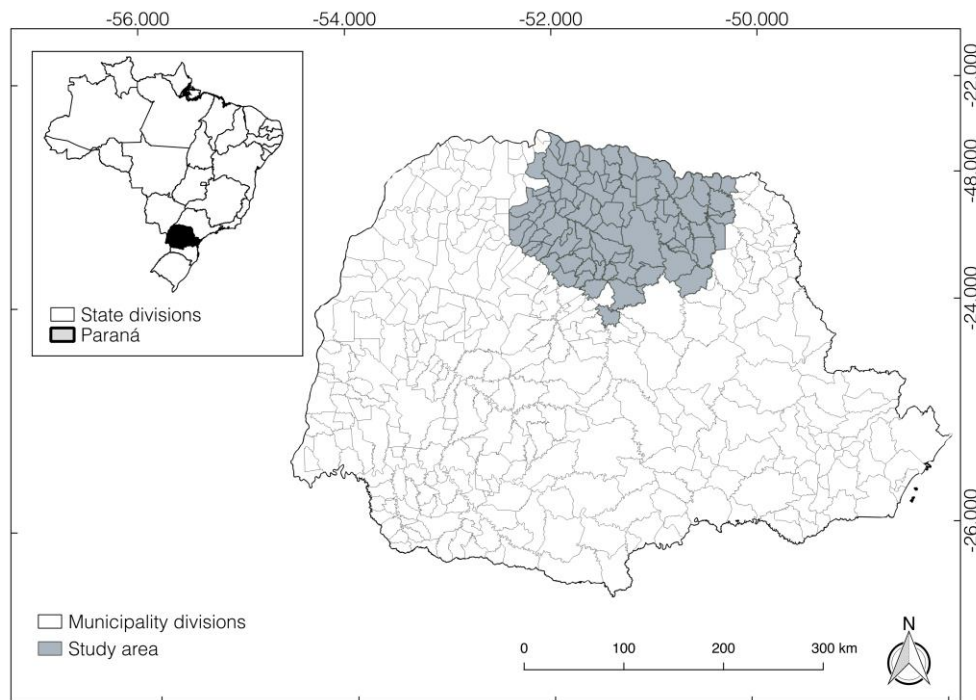 -56.000 -54.000 -52.000 -50.000
-22.000
-48.000
-24.000
-26.000
State divisions
Paraná
Municipality divisions
Study area
0 100 200 300 km
N